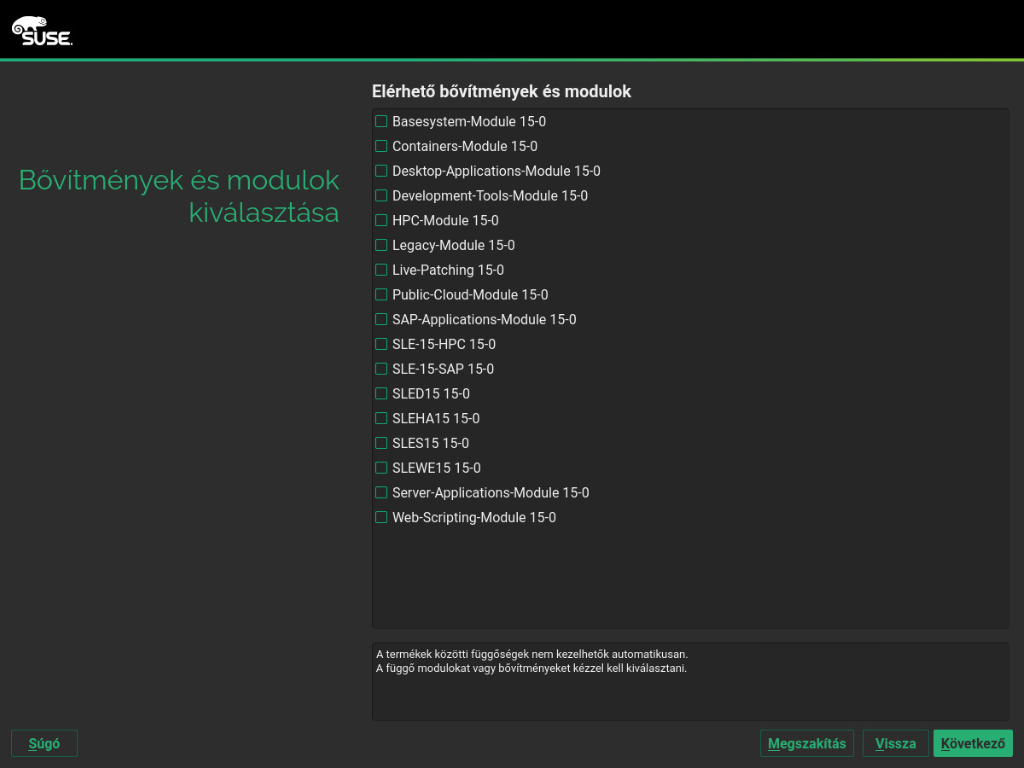 SUSE
Elérhető bővítmények és modulok
Bővítmények és modulok
kiválasztása
Basesystem-Module 15-0
Containers-Module 15-0
Desktop-Applications-Module 15-0
Development-Tools-Module 15-0
HPC-Module 15-0
Legacy-Module 15-0
Live-Patching 15-0
Public-Cloud-Module 15-0
SAP-Applications-Module 15-0
SLE-15-HPC 15-0
SLE-15-SAP 15-0
SLED15 15-0
SLEHA15 15-0
SLES15 15-0
SLEWE15 15-0
Server-Applications-Module 15-0
Web-Scripting-Module 15-0
A termékek közötti függőségek nem kezelhetők automatikusan.
A függő modulokat vagy bővítményeket kézzel kell kiválasztani.
Súgó
Megszakítás
Vissza
Következő